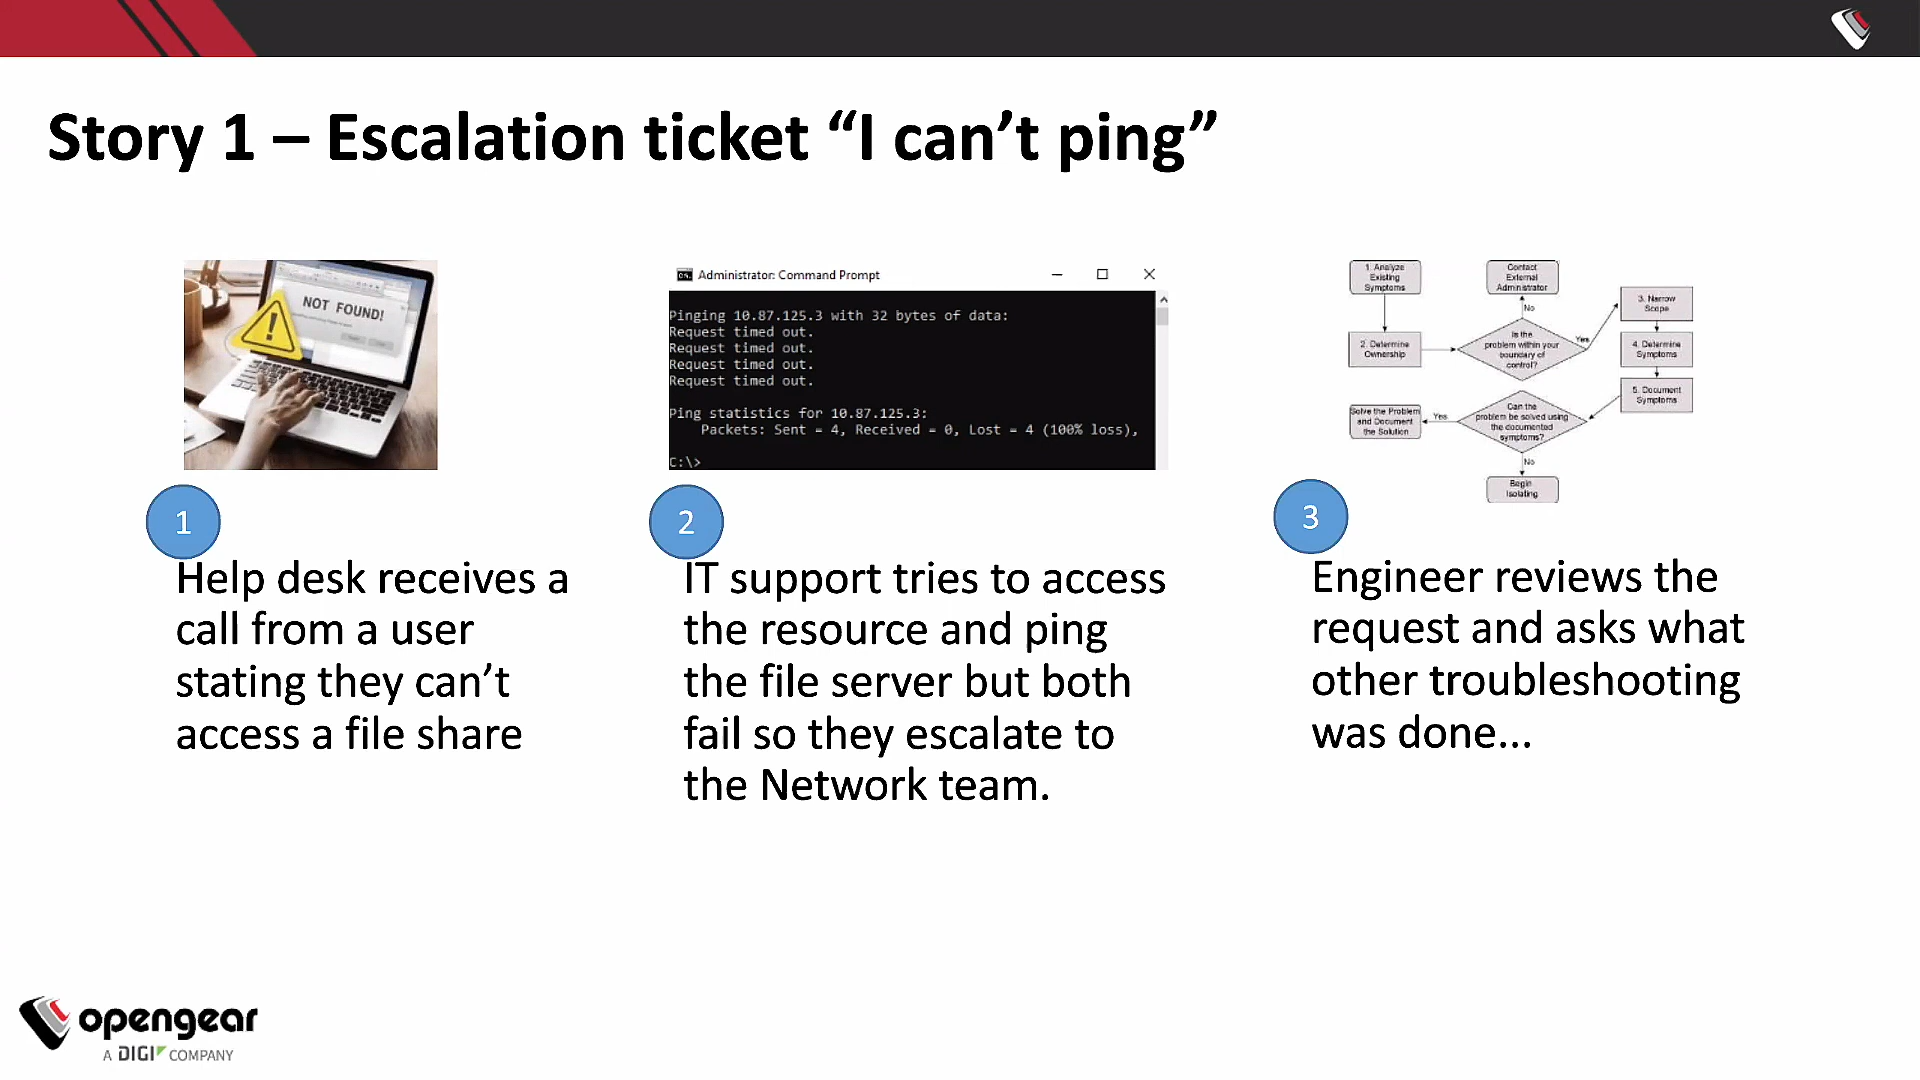 Story 1 – Escalation ticket “I can’t ping”
NOT FOUND!
Administrator: Command Prompt
Pinging 10.87.125.3 with 32 bytes of data:
Request timed out.
Request timed out.
Request timed out.
Request timed out.
Ping statistics for 10.87.125.3:
Packets: Sent = 4, Received = 0, Lost = 4 (100% loss),
C:\>
1. Analyze
Existing
Symptoms
Contact
External
Administrator
No
3. Narrow
Scope
2. Determine
Ownership
Is the
problem within your
boundary of
control?
Yes
4. Determine
Symptoms
5. Document
Symptoms
Solve the Problem
and Document
the Solution
Yes
Can the
problem be solved using
the documented
symptoms?
No
Begin
Isolating
1
Help desk receives a
call from a user
stating they can’t
access a file share
2
IT support tries to access
the resource and ping
the file server but both
fail so they escalate to
the Network team.
3
Engineer reviews the
request and asks what
other troubleshooting
was done...
opengear
A DIGI COMPANY